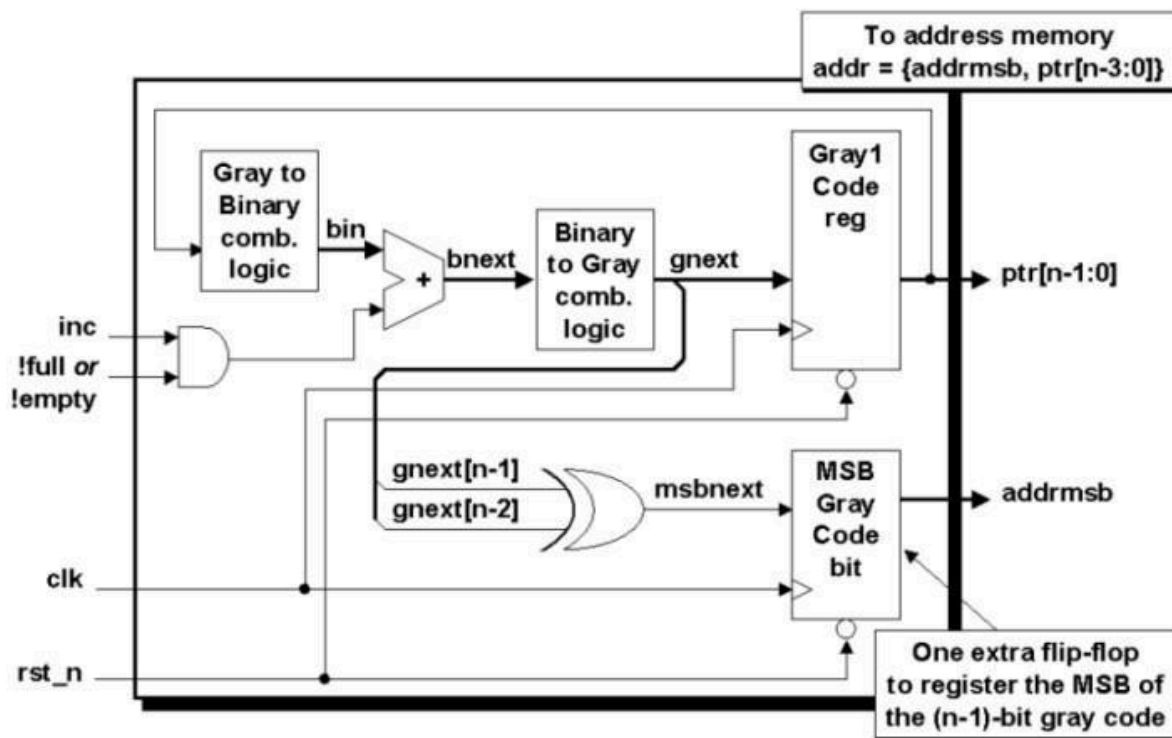 To address memory
addr = {addrmsb, ptr[n-3:0]}
Gray to
Binary
comb.
logic
bin
+
bnext
Binary
to Gray
comb.
logic
gnext
Gray1
Code
reg
ptr[n-1:0]
inc
!full or
!empty
gnext[n-1]
gnext[n-2]
msbnext
MSB
Gray
Code
bit
addrmsb
clk
rst_n
One extra flip-flop
to register the MSB of
the (n-1)-bit gray code